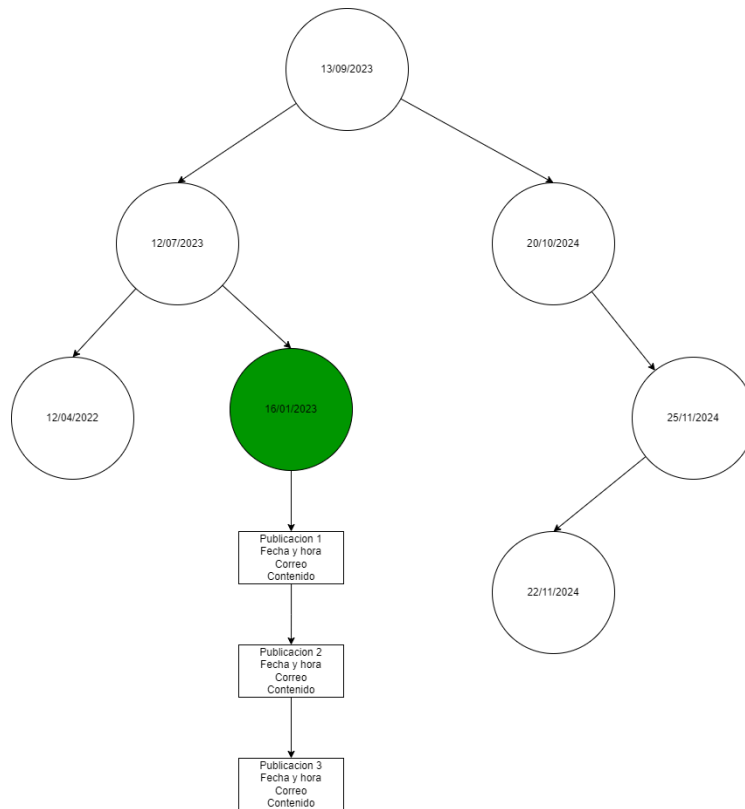 13/09/2023
12/07/2023
20/10/2024
12/04/2022
16/01/2023
25/11/2024
Publicacion 1
Fecha y hora
Correo
Contenido
22/11/2024
Publicacion 2
Fecha y hora
Correo
Contenido
Publicacion 3
Fecha y hora
Correo
Contenido